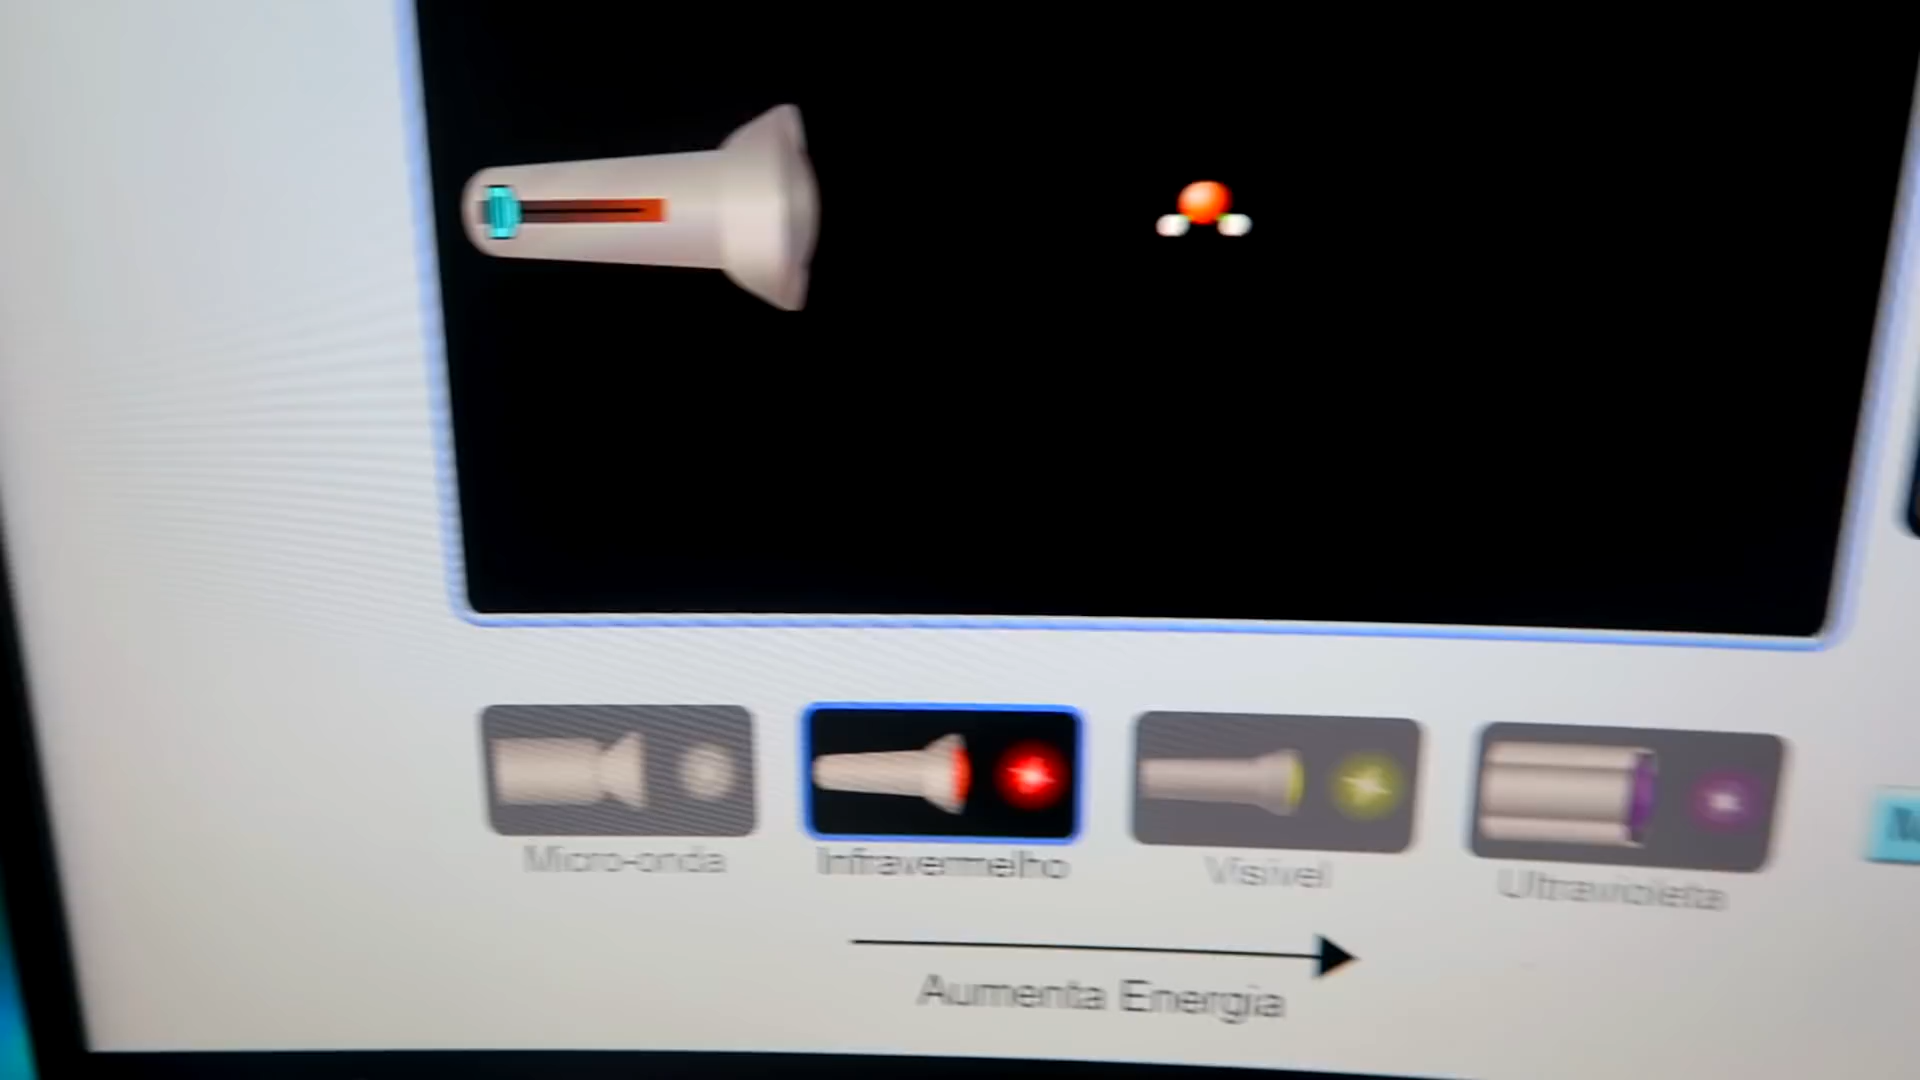 Micro-onda
Infravermelho
Visível
Ultravioleta
Aumenta Energia